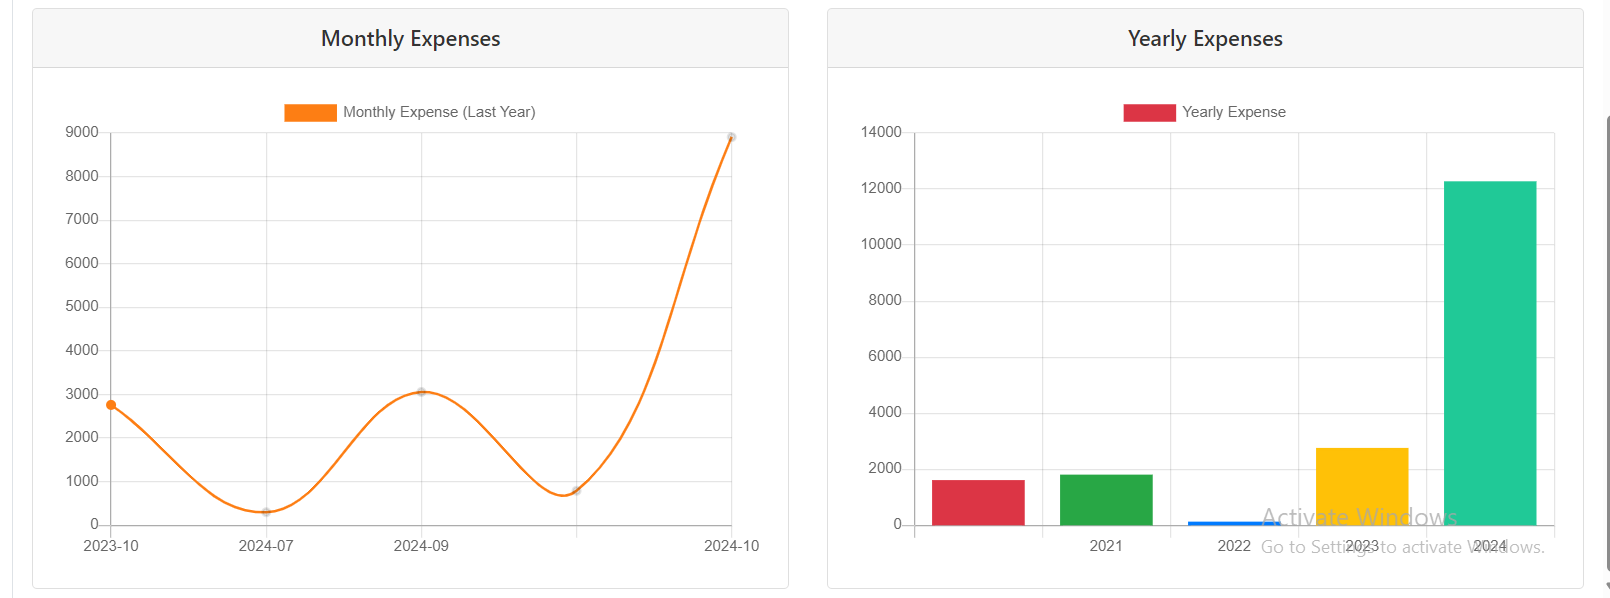 Monthly Expenses
Monthly Expense (Last Year)
9000
8000
7000
6000
5000
4000
3000
2000
1000
0
2023-10 2024-07 2024-09 2024-10
Yearly Expenses
Yearly Expense
14000
12000
10000
8000
6000
4000
2000
0
2021 2022 2023 2024
Activate Windows
Go to Settings to activate Windows.